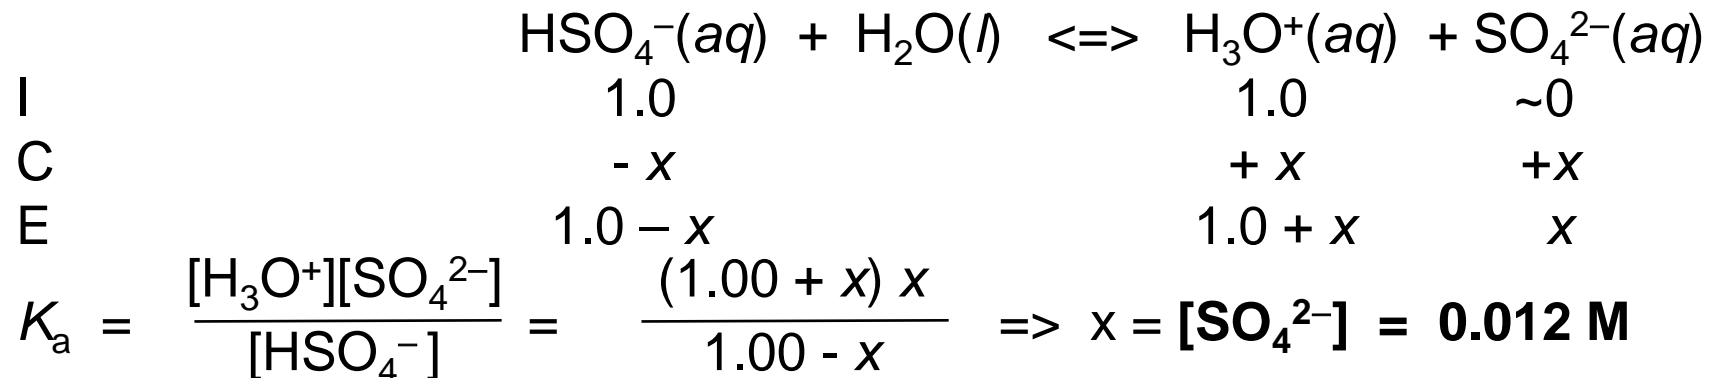 HSO₄⁻(aq) + H₂O(l) <=> H₃O⁺(aq) + SO₄²⁻(aq)
I 1.0 1.0 ~0
C - x + x +x
E 1.0 – x 1.0 + x x
Kₐ = [H₃O⁺][SO₄²⁻] / [HSO₄⁻] = (1.00 + x) x / 1.00 - x => x = [SO₄²⁻] = 0.012 M